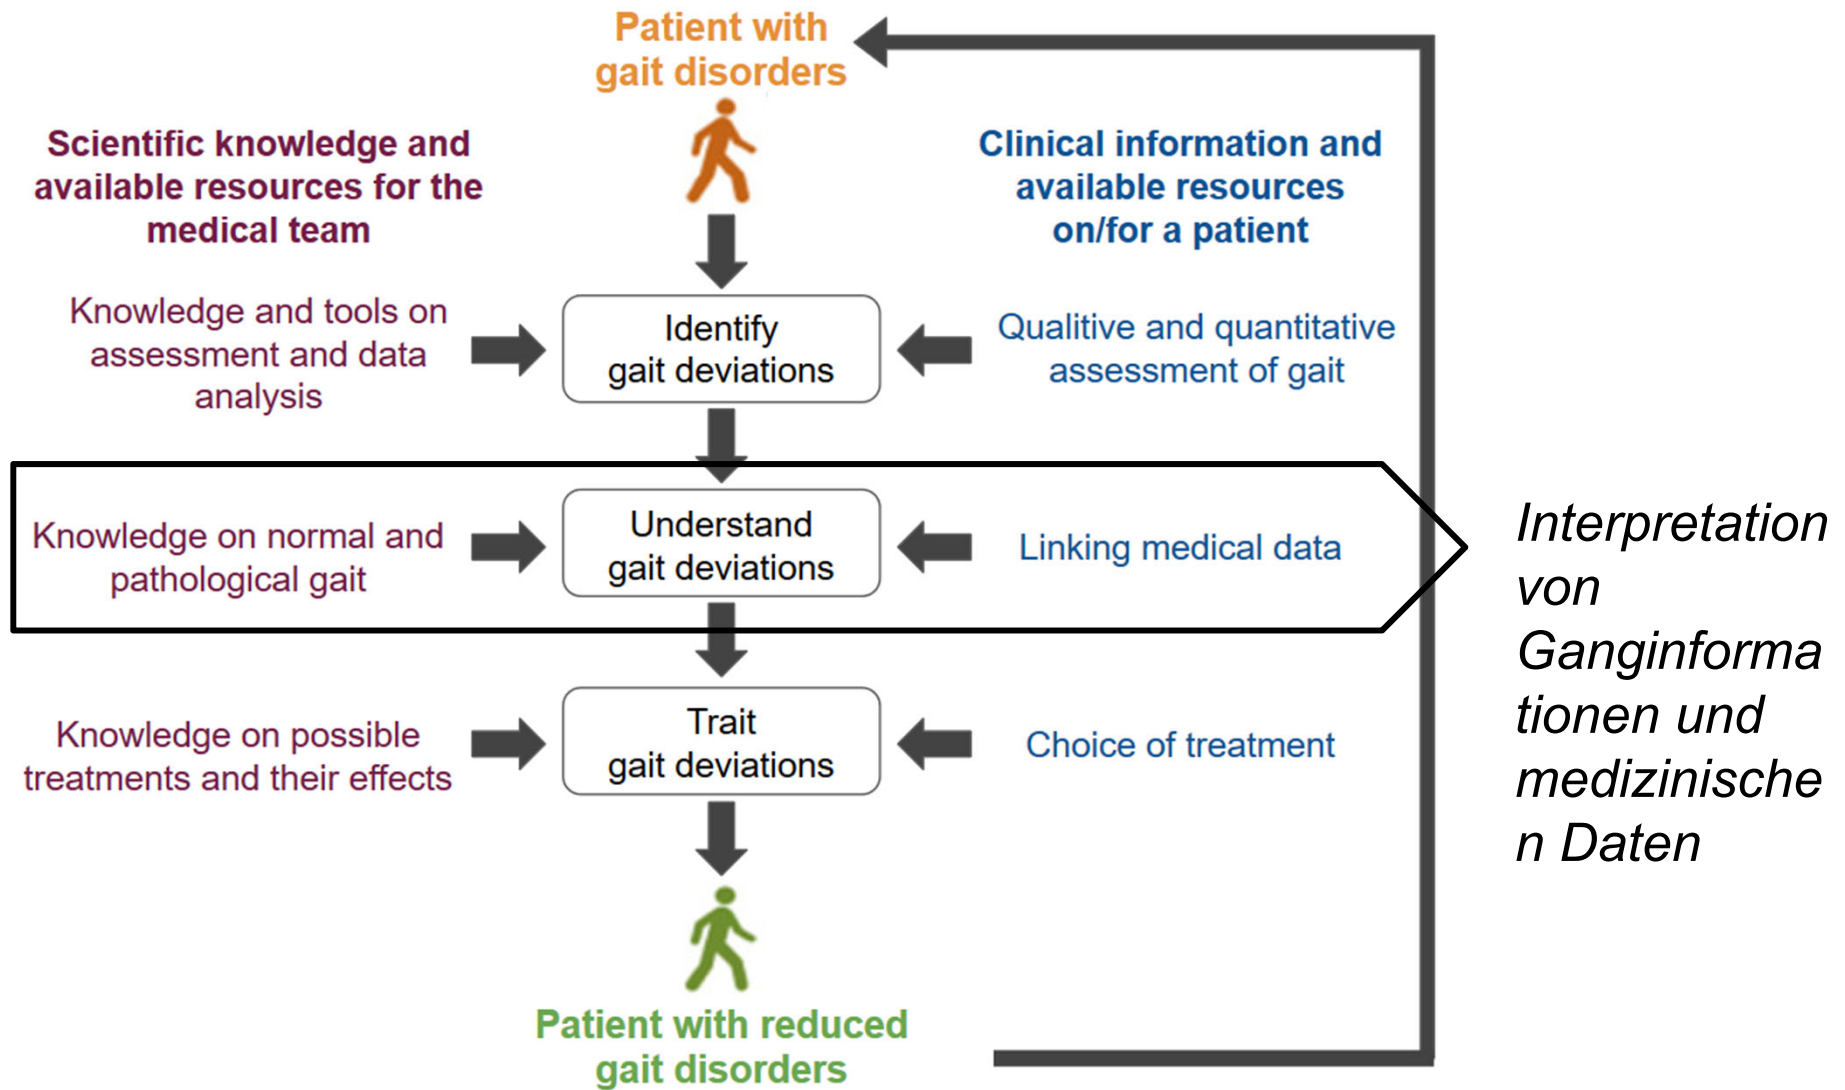 Patient with
gait disorders
Scientific knowledge and
available resources for the
medical team
Clinical information and
available resources
on/for a patient
Knowledge and tools on
assessment and data
analysis
Identify
gait deviations
Qualitive and quantitative
assessment of gait
Knowledge on normal and
pathological gait
Understand
gait deviations
Linking medical data
Interpretation
von
Ganginforma
tionen und
medizinische
n Daten
Knowledge on possible
treatments and their effects
Trait
gait deviations
Choice of treatment
Patient with reduced
gait disorders